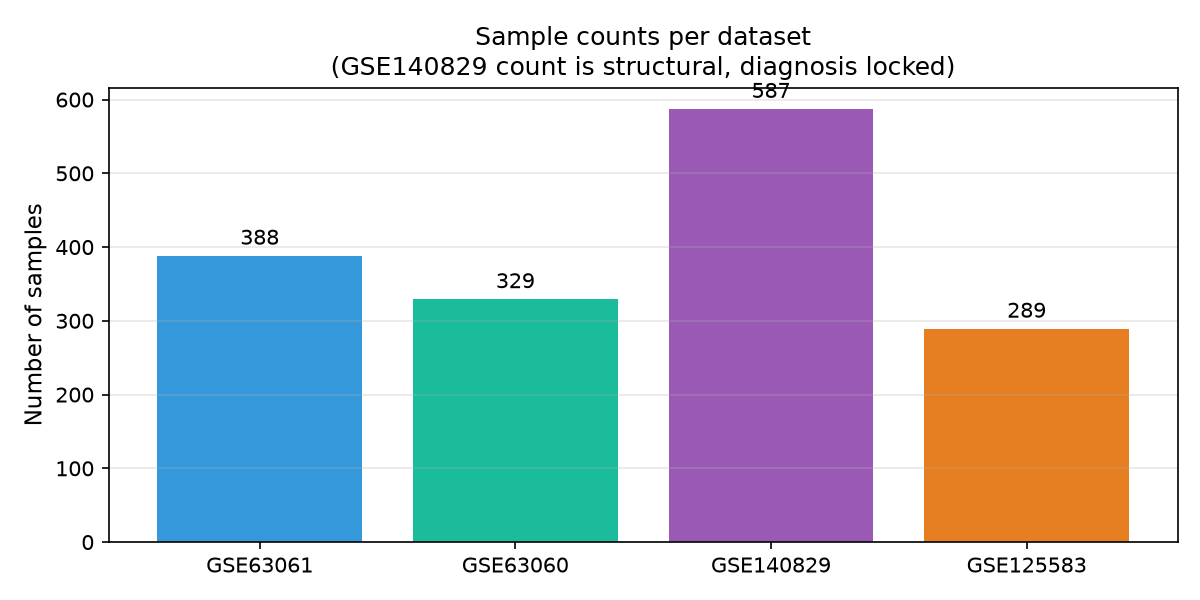 Sample counts per dataset
(GSE140829 count is structural, diagnosis locked)
Number of samples
600
500
400
300
200
100
0
388
329
587
289
GSE63061
GSE63060
GSE140829
GSE125583